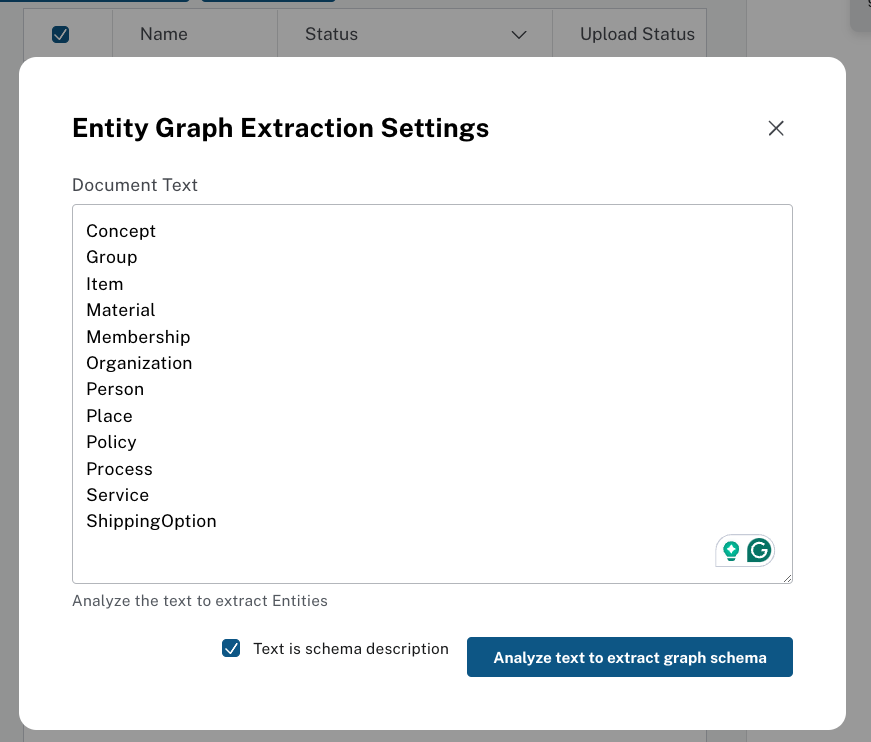 Name Status Upload Status
Entity Graph Extraction Settings
Document Text
Concept
Group
Item
Material
Membership
Organization
Person
Place
Policy
Process
Service
ShippingOption
Analyze the text to extract Entities
Text is schema description
Analyze text to extract graph schema